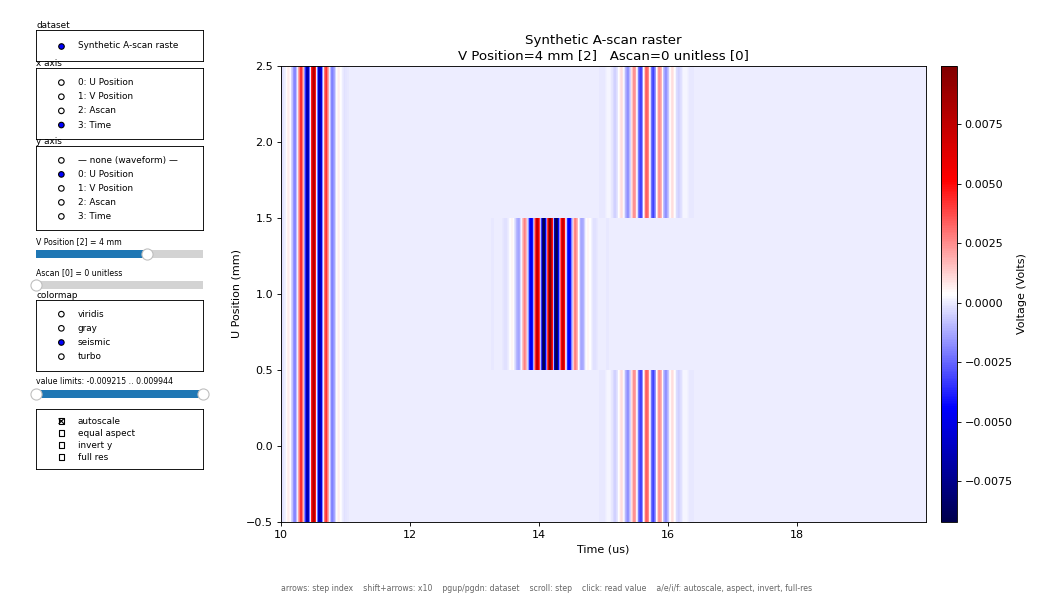 dataset
Synthetic A-scan raste
x axis
0: U Position
1: V Position
2: Ascan
3: Time
y axis
— none (waveform) —
0: U Position
1: V Position
2: Ascan
3: Time
V Position [2] = 4 mm
Ascan [0] = 0 unitless
colormap
viridis
gray
seismic
turbo
value limits: -0.009215 .. 0.009944
autoscale
equal aspect
invert y
full res
Synthetic A-scan raster
V Position=4 mm [2]   Ascan=0 unitless [0]
U Position (mm)
2.5
2.0
1.5
1.0
0.5
0.0
−0.5
10
12
14
16
18
Time (us)
0.0075
0.0050
0.0025
0.0000
−0.0025
−0.0050
−0.0075
Voltage (Volts)
arrows: step index    shift+arrows: x10    pgup/pgdn: dataset    scroll: step    click: read value    a/e/i/f: autoscale, aspect, invert, full-res